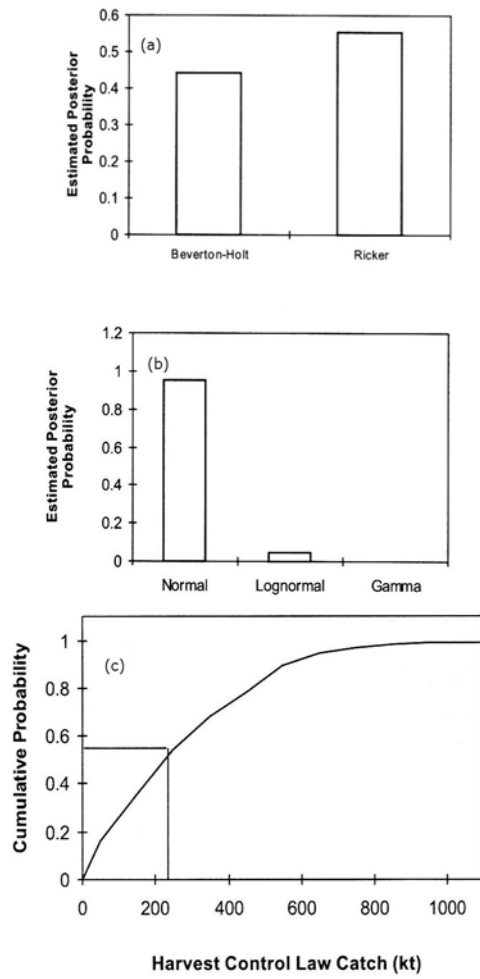 (a)
Estimated Posterior
Probability
0.6
0.5
0.4
0.3
0.2
0.1
0
Beverton-Holt Ricker
(b)
Estimated Posterior
Probability
1.2
1
0.8
0.6
0.4
0.2
0
Normal Lognormal Gamma
(c)
Cumulative Probability
1
0.8
0.6
0.4
0.2
0
0 200 400 600 800 1000
Harvest Control Law Catch (kt)